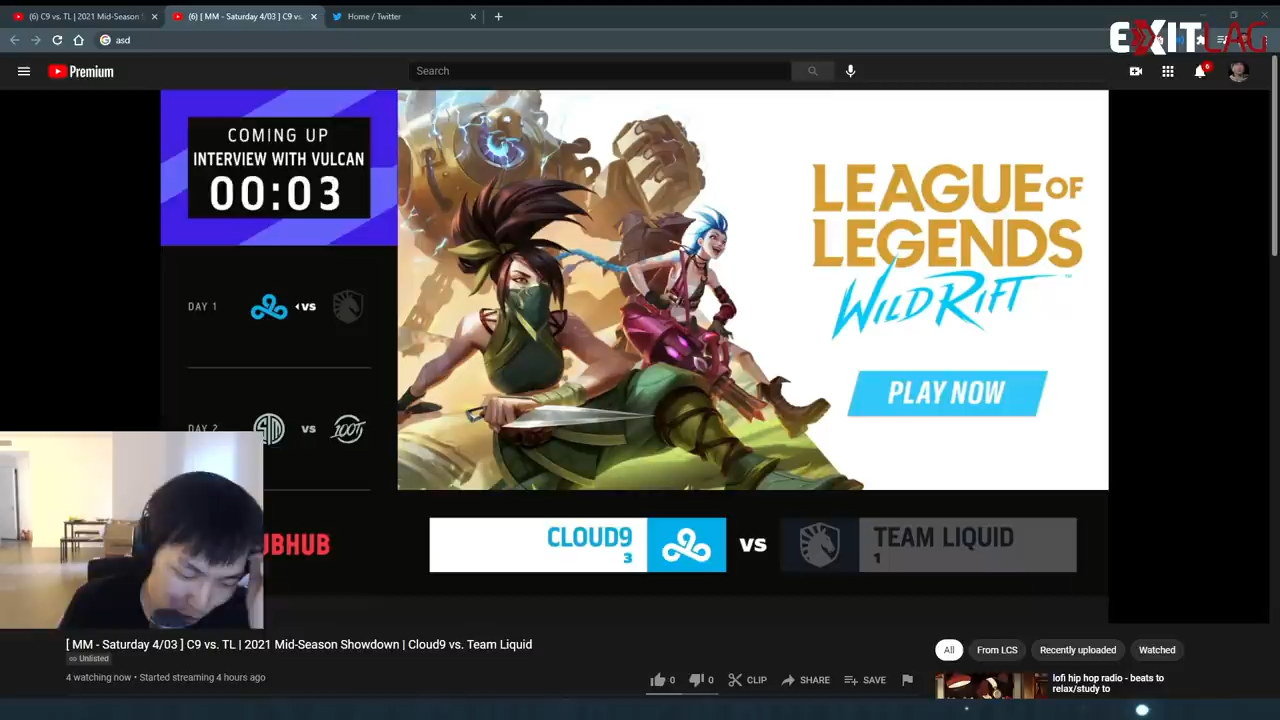 (6) C9 vs. TL | 2021 Mid-Season S
(6) [ MM - Saturday 4/03 ] C9 vs.
Home / Twitter
asd
EXITLAG
Premium
Search
6
COMING UP
INTERVIEW WITH VULCAN
00:03
LEAGUE OF
LEGENDS
WILD RIFT
PLAY NOW
DAY 1
vs
DAY 2
vs
100T
CLOUD9
3
vs
TEAM LIQUID
1
[ MM - Saturday 4/03 ] C9 vs. TL | 2021 Mid-Season Showdown | Cloud9 vs. Team Liquid
Unlisted
4 watching now • Started streaming 4 hours ago
0
0
CLIP
SHARE
SAVE
All
From LCS
Recently uploaded
Watched
lofi hip hop radio - beats to
relax/study to